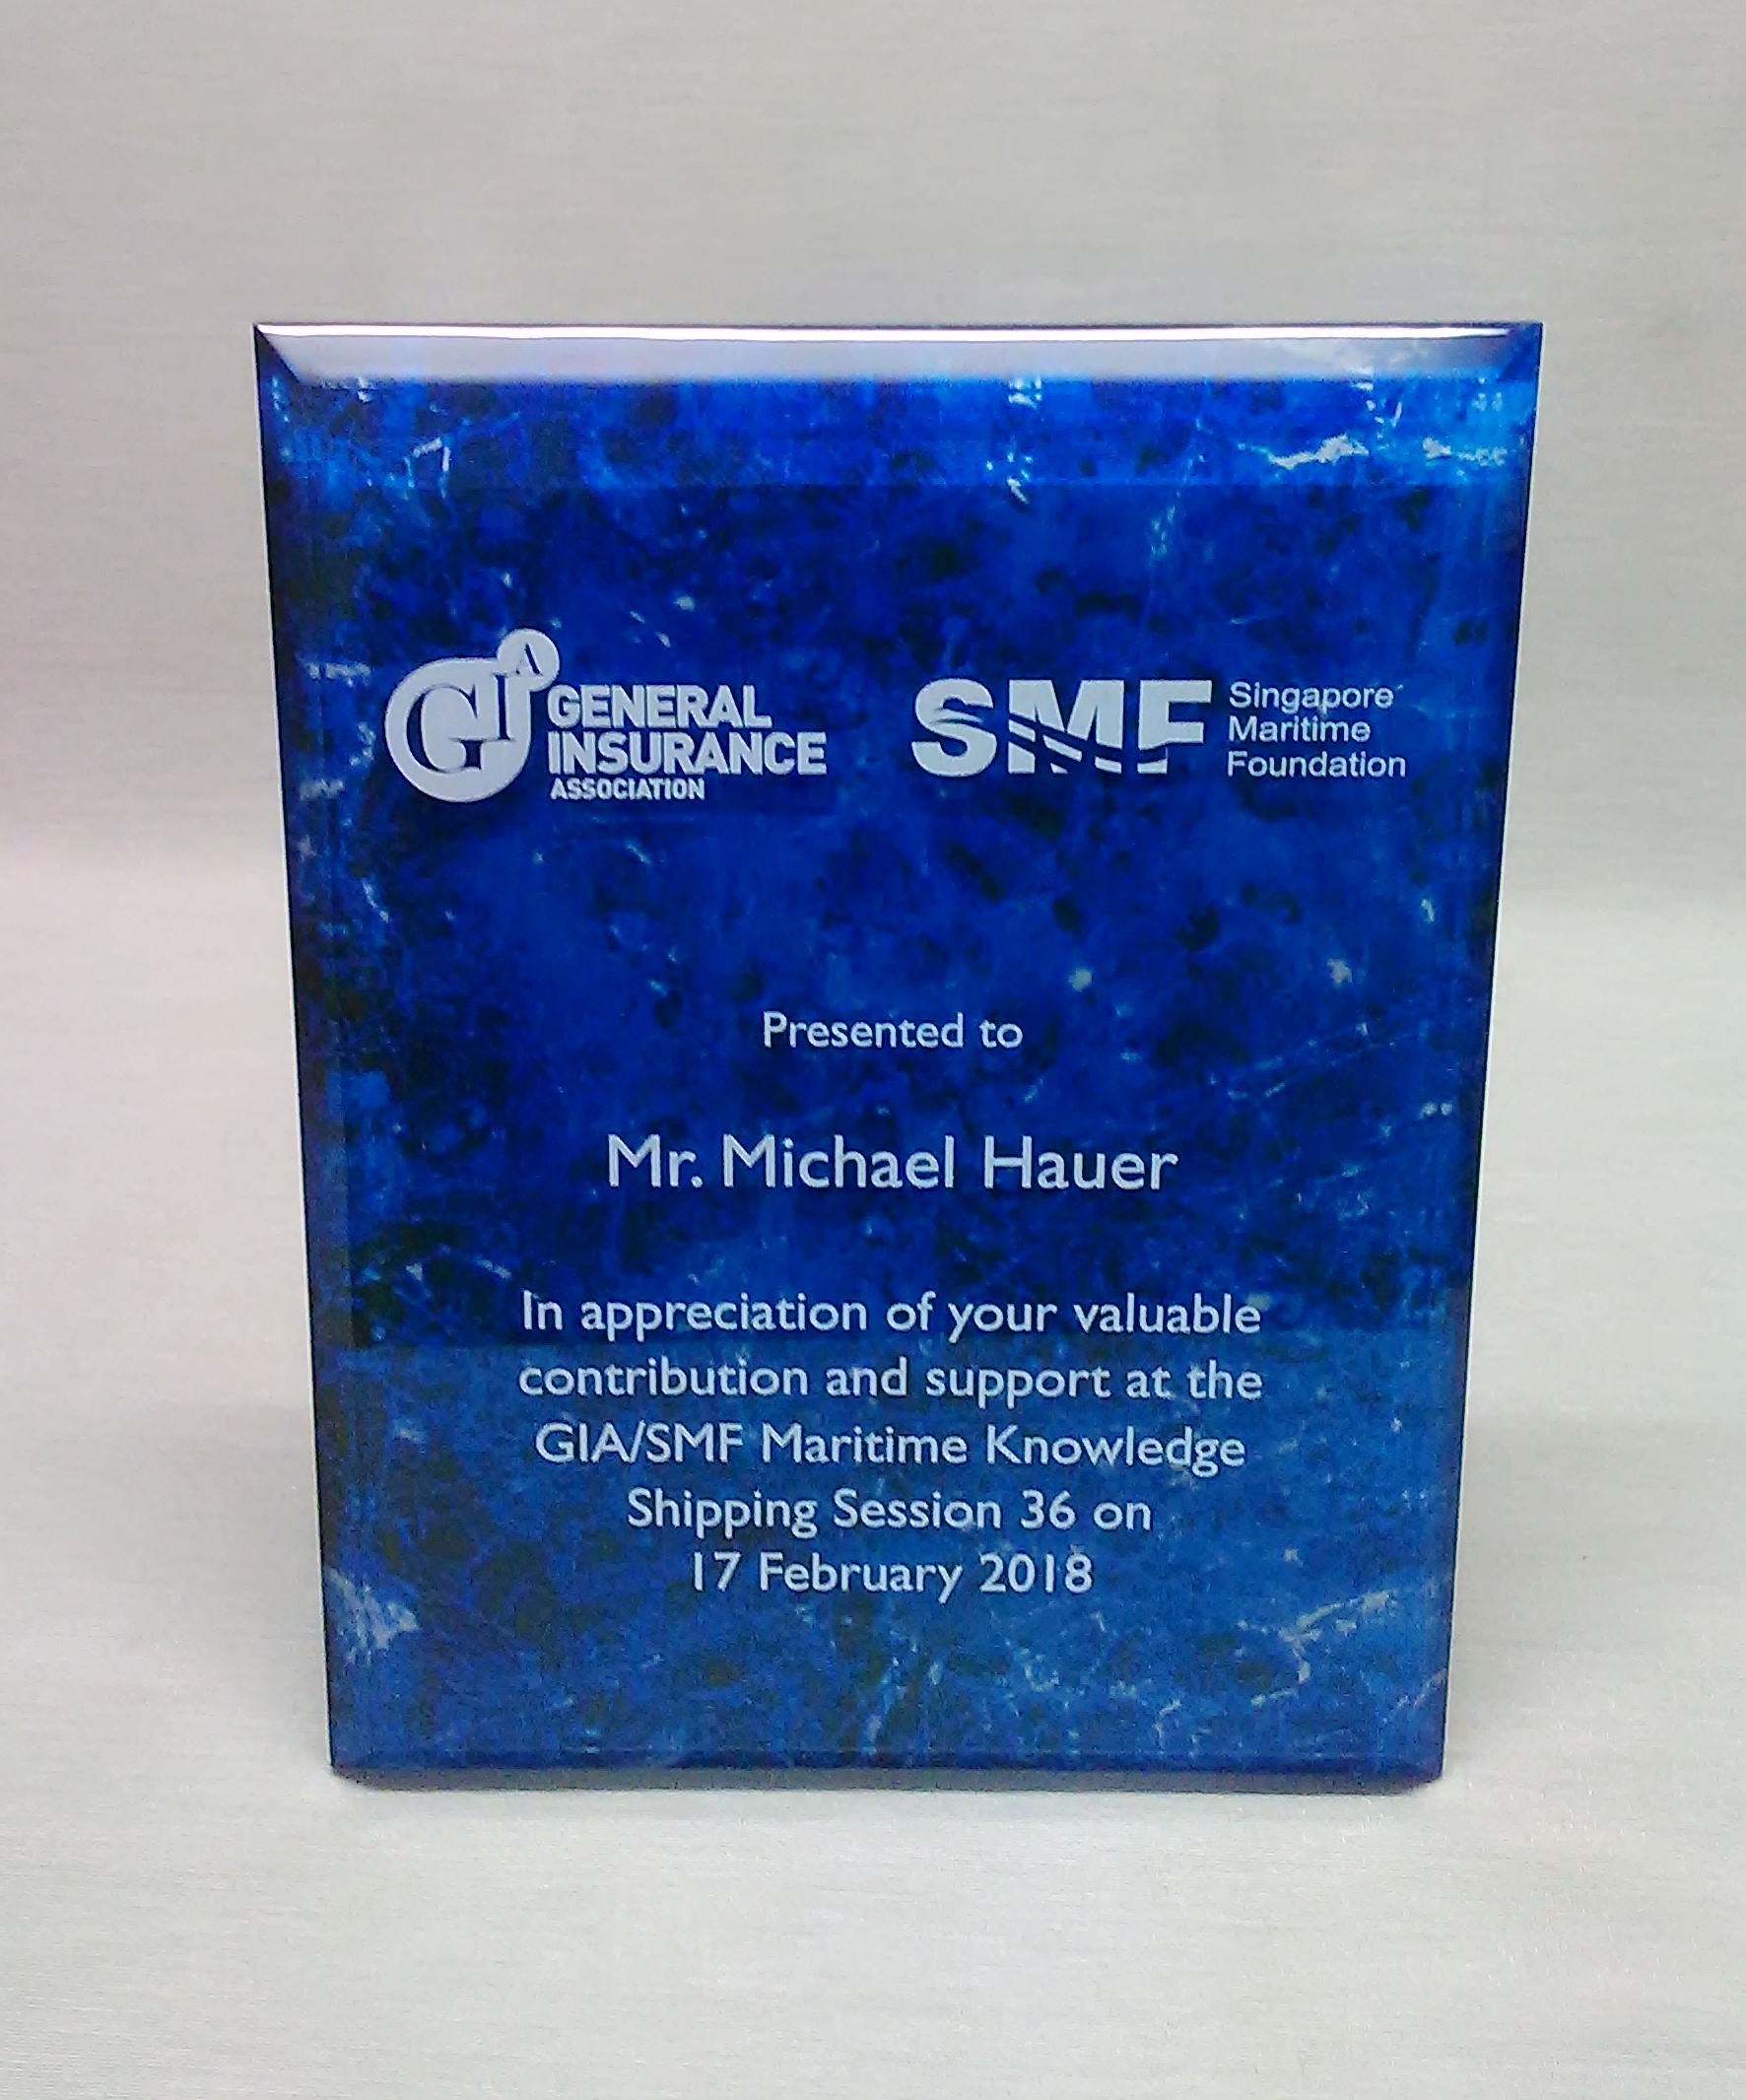 GIA
GENERAL
INSURANCE
ASSOCIATION
SMF
Singapore
Maritime
Foundation
Presented to
Mr. Michael Hauer
In appreciation of your valuable
contribution and support at the
GIA/SMF Maritime Knowledge
Shipping Session 36 on
17 February 2018